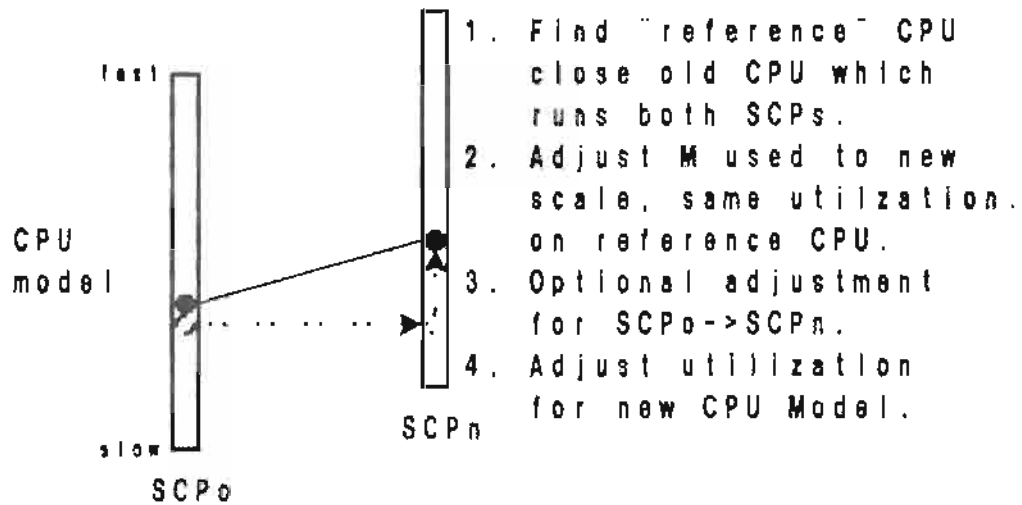 fast
CPU
model
slow
SCPo
SCPn
1. Find "reference" CPU
close old CPU which
runs both SCPs.
2. Adjust M used to new
scale, same utilzation.
on reference CPU.
3. Optional adjustment
for SCPo->SCPn.
4. Adjust utilization
for new CPU Model.